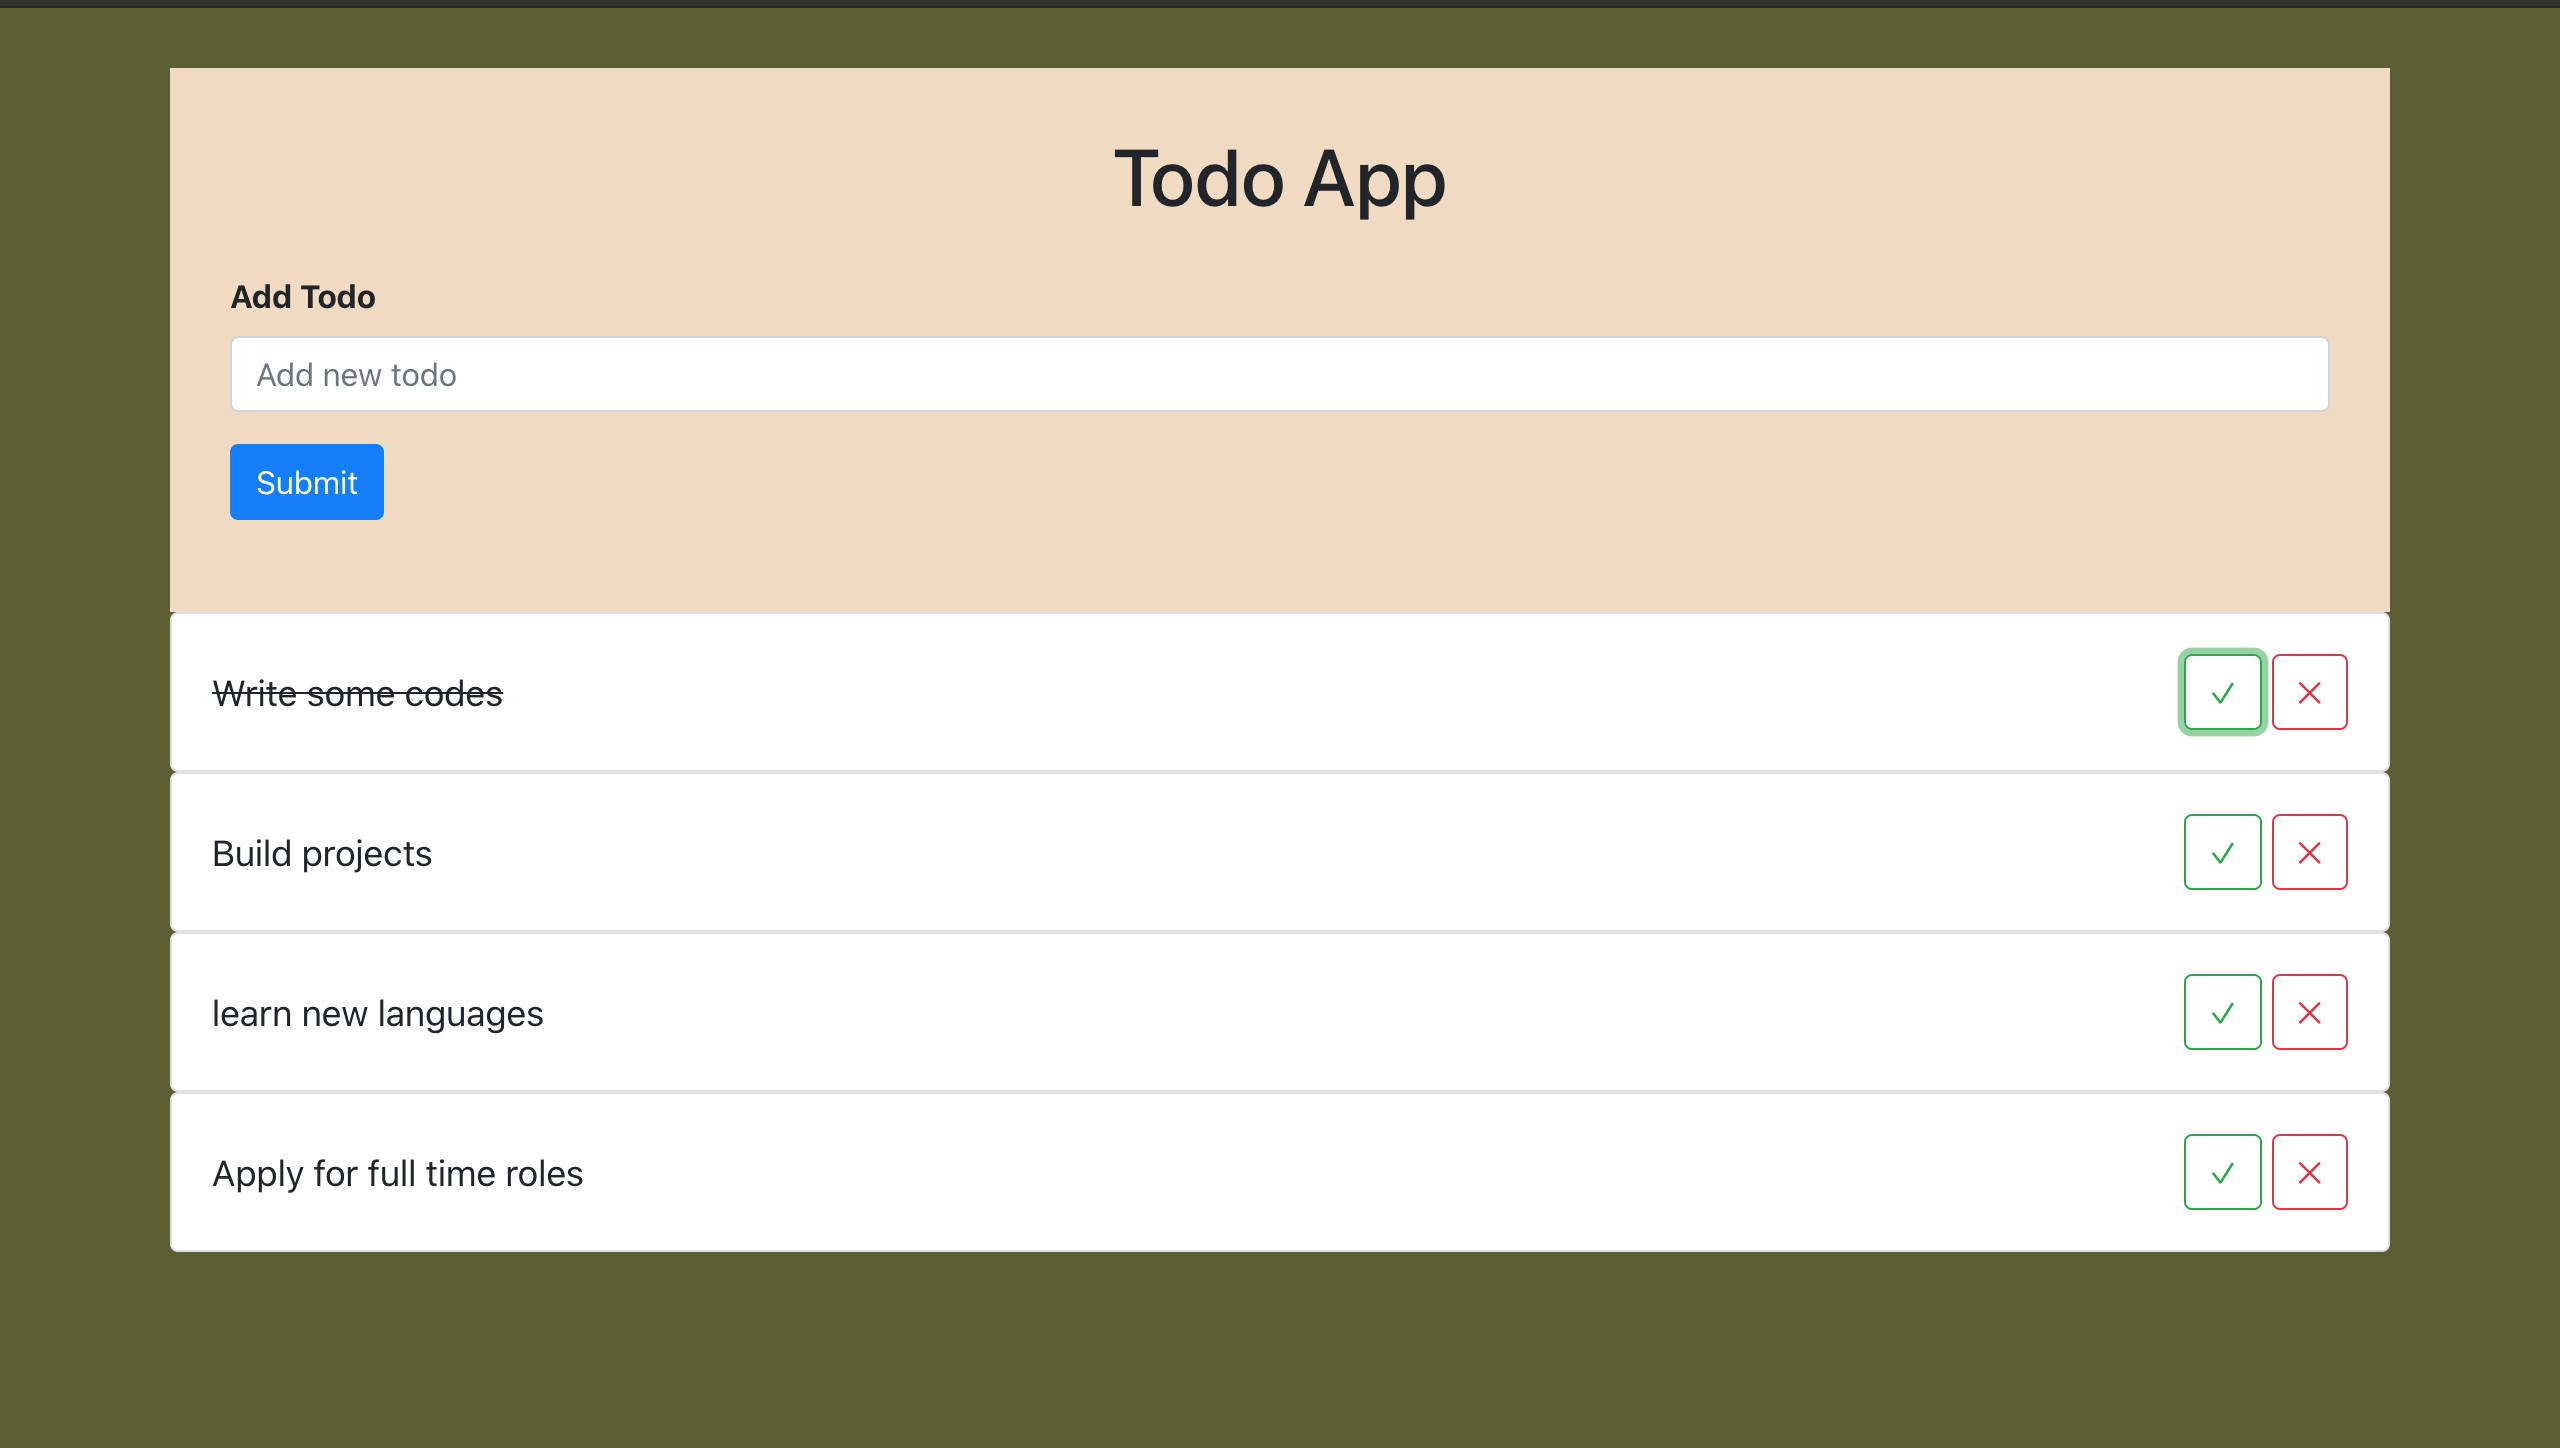 Todo App
Add Todo
Add new todo
Submit
Write some codes
✓ ✕
Build projects
✓ ✕
learn new languages
✓ ✕
Apply for full time roles
✓ ✕